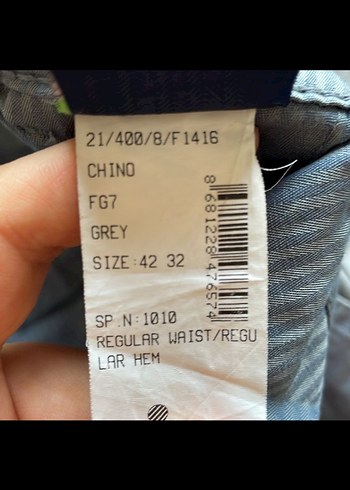 21/400/8/F1416
CHINO
FG7
GREY
SIZE:42 32
8681228476574
SP.N:1010
REGULAR WAIST/REGU
LAR HEM